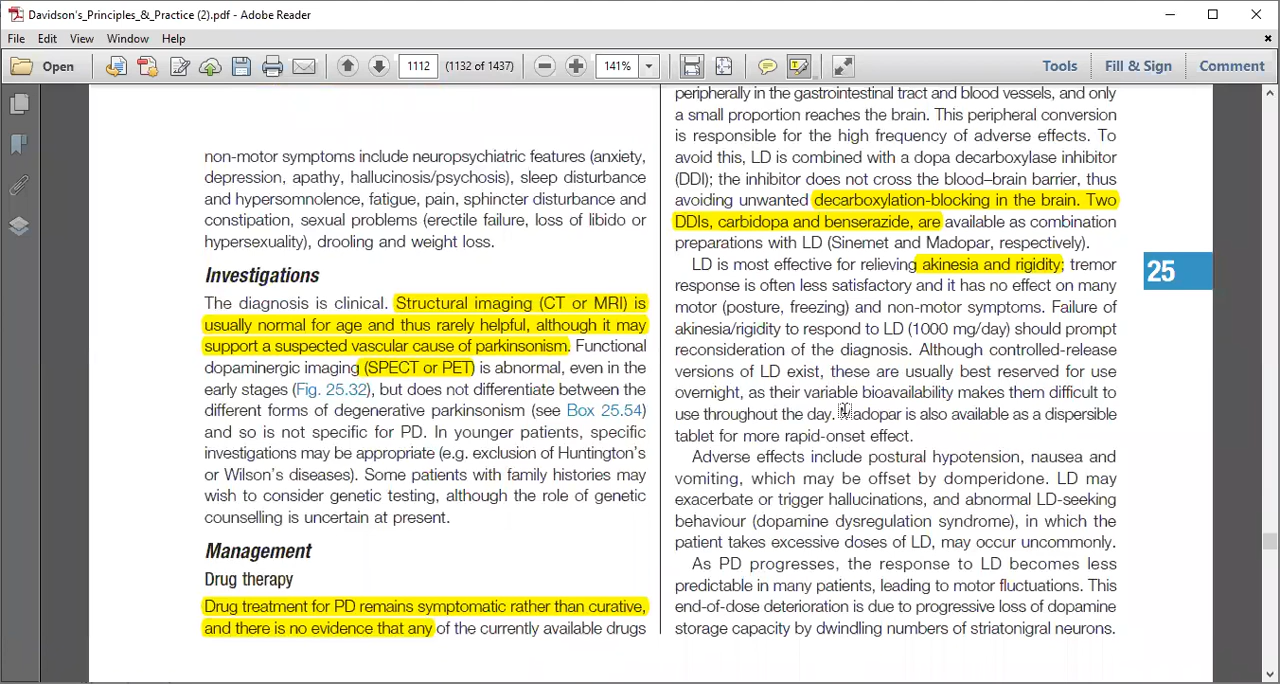 Davidson's_Principles_&_Practice (2).pdf - Adobe Reader
File Edit View Window Help
Open 1112 (1132 of 1437) 141% Tools Fill & Sign Comment
non-motor symptoms include neuropsychiatric features (anxiety,
depression, apathy, hallucinosis/psychosis), sleep disturbance
and hypersomnolence, fatigue, pain, sphincter disturbance and
constipation, sexual problems (erectile failure, loss of libido or
hypersexuality), drooling and weight loss.
Investigations
The diagnosis is clinical. Structural imaging (CT or MRI) is
usually normal for age and thus rarely helpful, although it may
support a suspected vascular cause of parkinsonism. Functional
dopaminergic imaging (SPECT or PET) is abnormal, even in the
early stages (Fig. 25.32), but does not differentiate between the
different forms of degenerative parkinsonism (see Box 25.54)
and so is not specific for PD. In younger patients, specific
investigations may be appropriate (e.g. exclusion of Huntington's
or Wilson's diseases). Some patients with family histories may
wish to consider genetic testing, although the role of genetic
counselling is uncertain at present.
Management
Drug therapy
Drug treatment for PD remains symptomatic rather than curative,
and there is no evidence that any of the currently available drugs
peripherally in the gastrointestinal tract and blood vessels, and only
a small proportion reaches the brain. This peripheral conversion
is responsible for the high frequency of adverse effects. To
avoid this, LD is combined with a dopa decarboxylase inhibitor
(DDI); the inhibitor does not cross the blood–brain barrier, thus
avoiding unwanted decarboxylation-blocking in the brain. Two
DDIs, carbidopa and benserazide, are available as combination
preparations with LD (Sinemet and Madopar, respectively).
LD is most effective for relieving akinesia and rigidity; tremor
response is often less satisfactory and it has no effect on many
motor (posture, freezing) and non-motor symptoms. Failure of
akinesia/rigidity to respond to LD (1000 mg/day) should prompt
reconsideration of the diagnosis. Although controlled-release
versions of LD exist, these are usually best reserved for use
overnight, as their variable bioavailability makes them difficult to
use throughout the day. Madopar is also available as a dispersible
tablet for more rapid-onset effect.
Adverse effects include postural hypotension, nausea and
vomiting, which may be offset by domperidone. LD may
exacerbate or trigger hallucinations, and abnormal LD-seeking
behaviour (dopamine dysregulation syndrome), in which the
patient takes excessive doses of LD, may occur uncommonly.
As PD progresses, the response to LD becomes less
predictable in many patients, leading to motor fluctuations. This
end-of-dose deterioration is due to progressive loss of dopamine
storage capacity by dwindling numbers of striatonigral neurons.
25